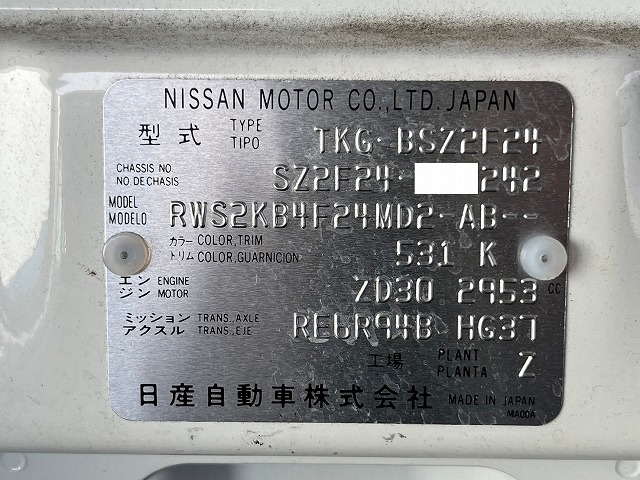 NISSAN MOTOR CO.,LTD. JAPAN
型式 TYPE TIPO TKG-BSZ2F24
CHASSIS NO NO DE CHASIS SZ2F24- 242
MODEL MODELO RWS2KB4F24MD2-AB--
カラー COLOR,TRIM トリム COLOR,GUARNICION 531 K
エンジン ENGINE MOTOR ZD30 2953 CC
ミッション TRANS.,AXLE アクスル TRANS.,EJE RE6R94B HG37
工場 PLANT PLANTA Z
日産自動車株式会社 MADE IN JAPAN
MA00A